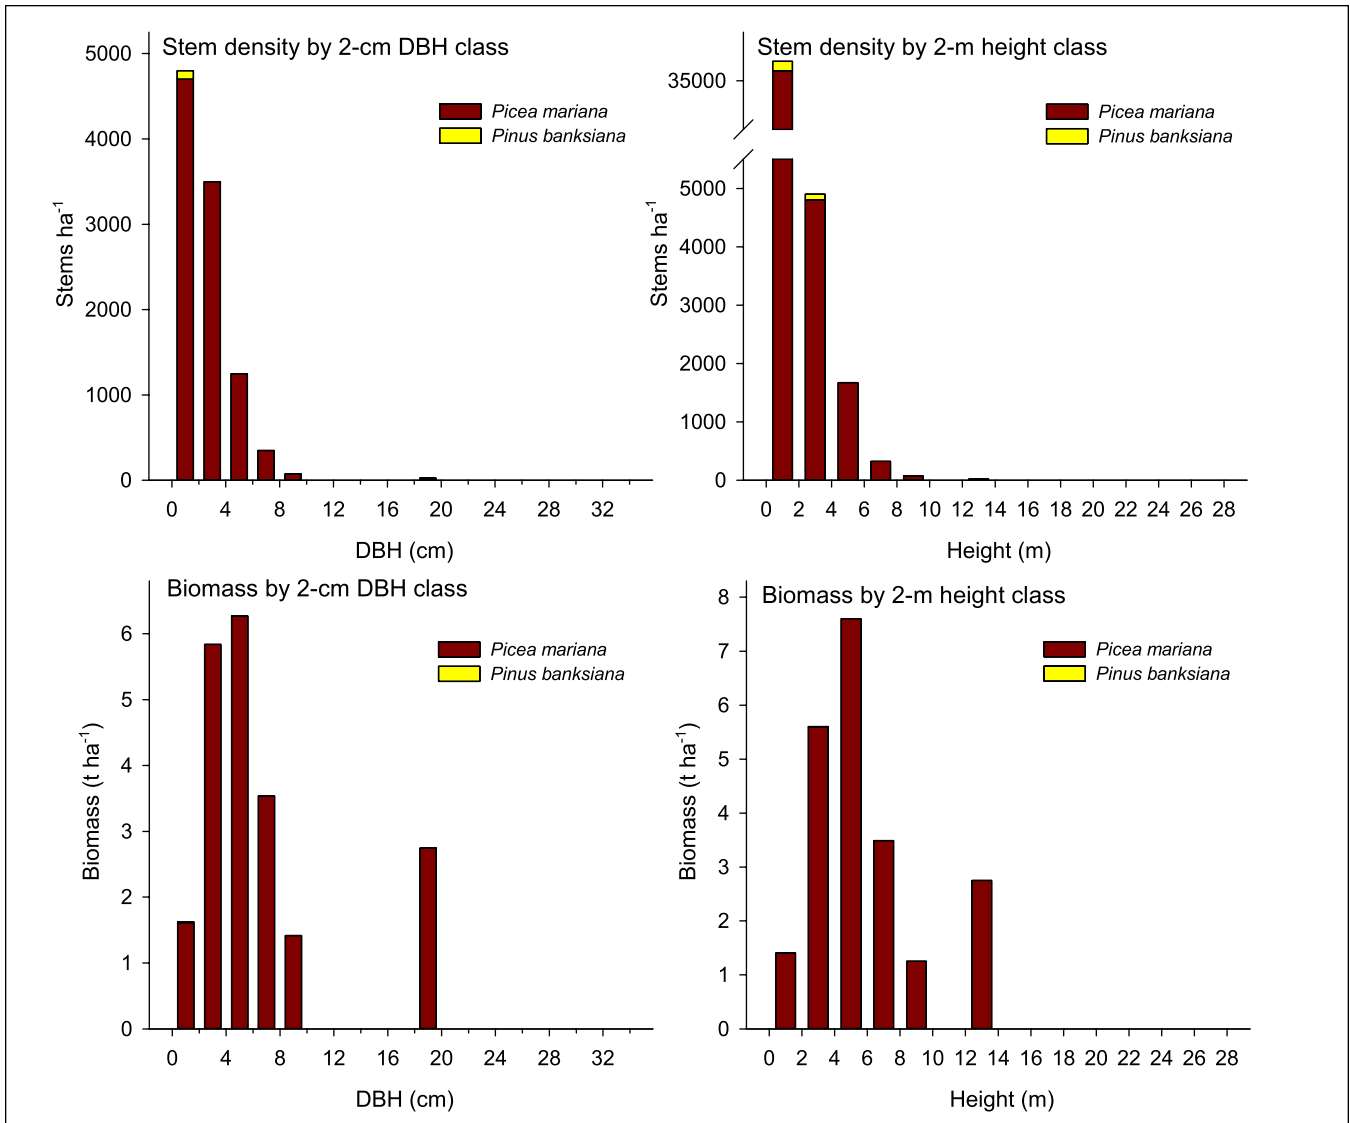 Stem density by 2-cm DBH class
Picea mariana
Pinus banksiana
5000
4000
3000
2000
1000
0
Stems ha-1
0 4 8 12 16 20 24 28 32
DBH (cm)
Stem density by 2-m height class
Picea mariana
Pinus banksiana
35000
5000
4000
3000
2000
1000
0
Stems ha-1
0 2 4 6 8 10 12 14 16 18 20 22 24 26 28
Height (m)
Biomass by 2-cm DBH class
Picea mariana
Pinus banksiana
6
5
4
3
2
1
0
Biomass (t ha-1)
0 4 8 12 16 20 24 28 32
DBH (cm)
Biomass by 2-m height class
Picea mariana
Pinus banksiana
8
7
6
5
4
3
2
1
0
Biomass (t ha-1)
0 2 4 6 8 10 12 14 16 18 20 22 24 26 28
Height (m)